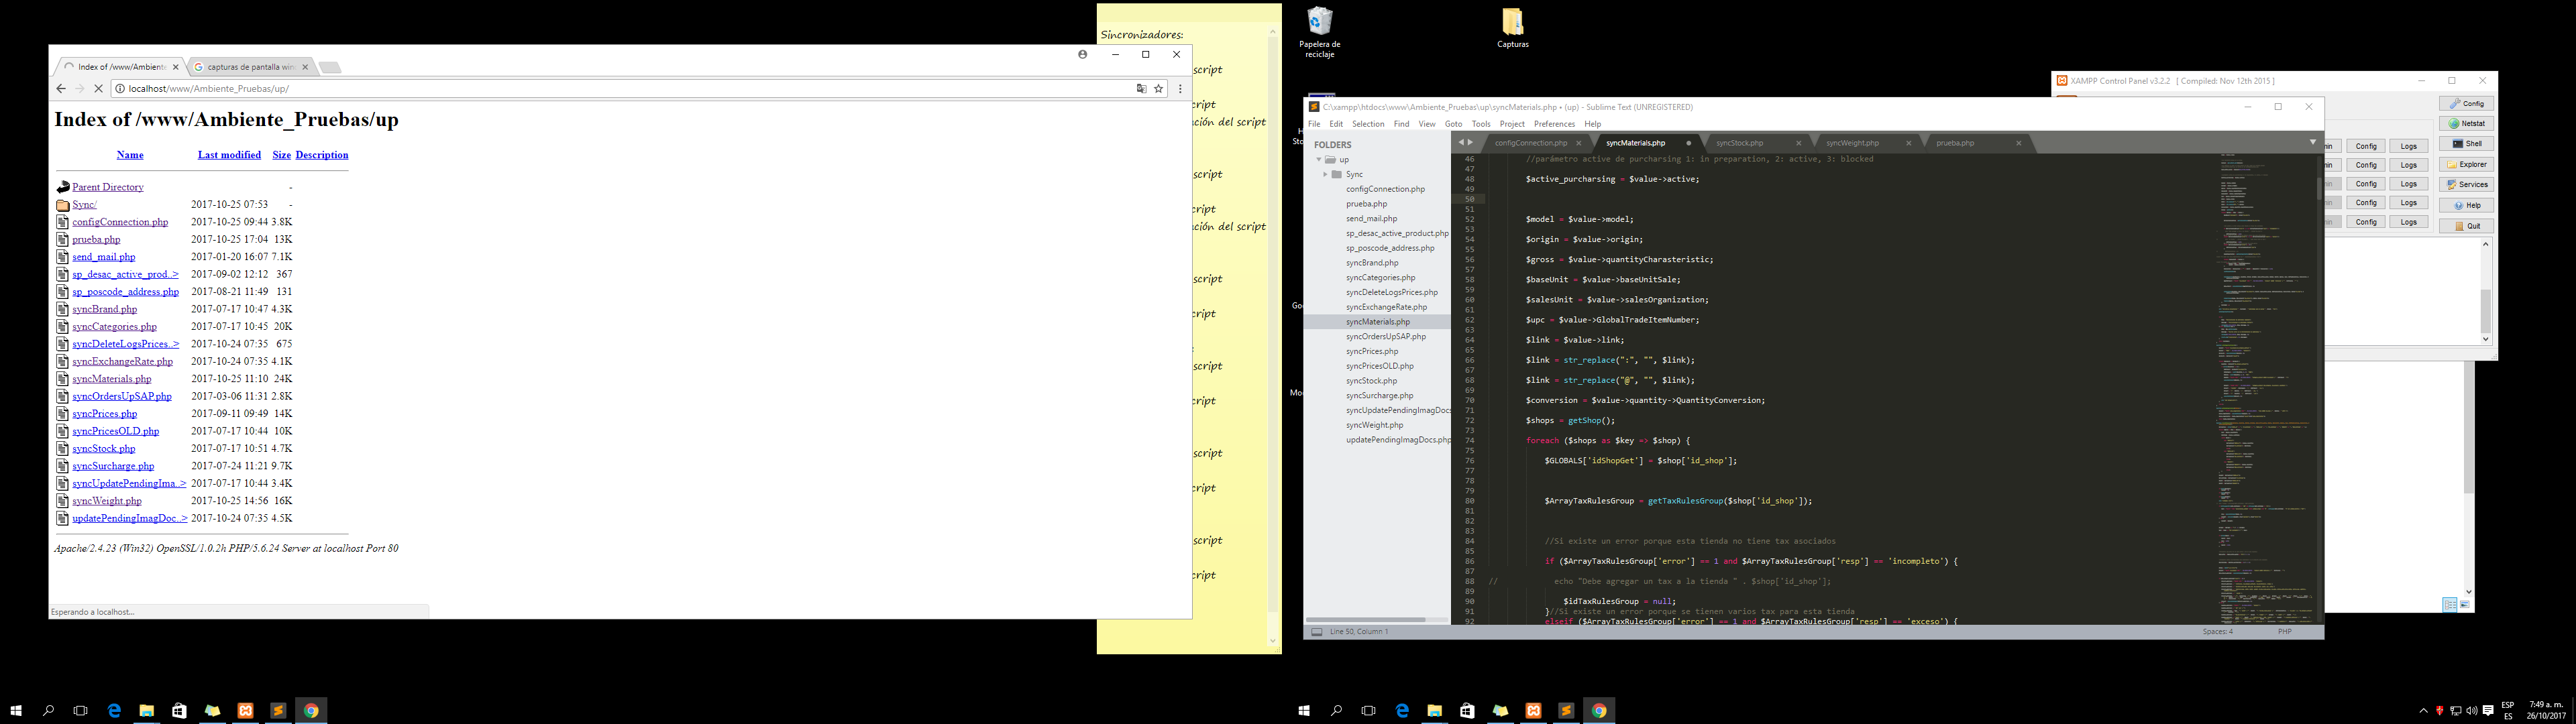 Index of /www/Ambiente
capturas de pantalla win
localhost/www/Ambiente_Pruebas/up/
Index of /www/Ambiente_Pruebas/up
Name Last modified Size Description
Parent Directory -
Sync/ 2017-10-25 07:53 -
configConnection.php 2017-10-25 09:44 3.8K
prueba.php 2017-10-25 17:04 13K
send_mail.php 2017-01-20 16:07 7.1K
sp_desac_active_prod..> 2017-09-02 12:12 367
sp_poscode_address.php 2017-08-21 11:49 131
syncBrand.php 2017-07-17 10:47 4.3K
syncCategories.php 2017-07-17 10:45 20K
syncDeleteLogsPrices..> 2017-10-24 07:35 675
syncExchangeRate.php 2017-10-24 07:35 4.1K
syncMaterials.php 2017-10-25 11:10 24K
syncOrdersUpSAP.php 2017-03-06 11:31 2.8K
syncPrices.php 2017-09-11 09:49 14K
syncPricesOLD.php 2017-07-17 10:44 10K
syncStock.php 2017-07-17 10:51 4.7K
syncSurcharge.php 2017-07-24 11:21 9.7K
syncUpdatePendingIma..> 2017-07-17 10:44 3.4K
syncWeight.php 2017-10-25 14:56 16K
updatePendingImagDoc..> 2017-10-24 07:35 4.5K
Apache/2.4.23 (Win32) OpenSSL/1.0.2h PHP/5.6.24 Server at localhost Port 80
Esperando a localhost...
Sincronizadores:
script
script
ción del script
script
script
ción del script
script
script
script
script
script
script
script
script
Papelera de
reciclaje
Capturas
C:\xampp\htdocs\www\Ambiente_Pruebas\up\syncMaterials.php • (up) - Sublime Text (UNREGISTERED)
File Edit Selection Find View Goto Tools Project Preferences Help
FOLDERS
up
Sync
configConnection.php
prueba.php
send_mail.php
sp_desac_active_product.php
sp_poscode_address.php
syncBrand.php
syncCategories.php
syncDeleteLogsPrices.php
syncExchangeRate.php
syncMaterials.php
syncOrdersUpSAP.php
syncPrices.php
syncPricesOLD.php
syncStock.php
syncSurcharge.php
syncUpdatePendingImagDocs
syncWeight.php
updatePendingImagDocs.php
configConnection.php syncMaterials.php syncStock.php syncWeight.php prueba.php
46 //parámetro active de purcharsing 1: in preparation, 2: active, 3: blocked
47
48 $active_purcharsing = $value->active;
49
50
51
52 $model = $value->model;
53
54 $origin = $value->origin;
55
56 $gross = $value->quantityCharasteristic;
57
58 $baseUnit = $value->baseUnitSale;
59
60 $salesUnit = $value->salesOrganization;
61
62 $upc = $value->GlobalTradeItemNumber;
63
64 $link = $value->link;
65
66 $link = str_replace(":", "", $link);
67
68 $link = str_replace("@", "", $link);
69
70 $conversion = $value->quantity->QuantityConversion;
71
72 $shops = getShop();
73
74 foreach ($shops as $key => $shop) {
75
76 $GLOBALS['idShopGet'] = $shop['id_shop'];
77
78
79
80 $ArrayTaxRulesGroup = getTaxRulesGroup($shop['id_shop']);
81
82
83
84 //Si existe un error porque esta tienda no tiene tax asociados
85
86 if ($ArrayTaxRulesGroup['error'] == 1 and $ArrayTaxRulesGroup['resp'] == 'incompleto') {
87
88 // echo "Debe agregar un tax a la tienda " . $shop['id_shop'];
89
90 $idTaxRulesGroup = null;
91 }//Si existe un error porque se tienen varios tax para esta tienda
92 elseif ($ArrayTaxRulesGroup['error'] == 1 and $ArrayTaxRulesGroup['resp'] == 'exceso') {
Line 50, Column 1 Spaces: 4 PHP
XAMPP Control Panel v3.2.2 [ Compiled: Nov 12th 2015 ]
Config
Netstat
Shell
Explorer
Services
Help
Quit
Config Logs
Config Logs
Config Logs
Config Logs
Config Logs
ESP
ES
7:49 a. m.
26/10/2017